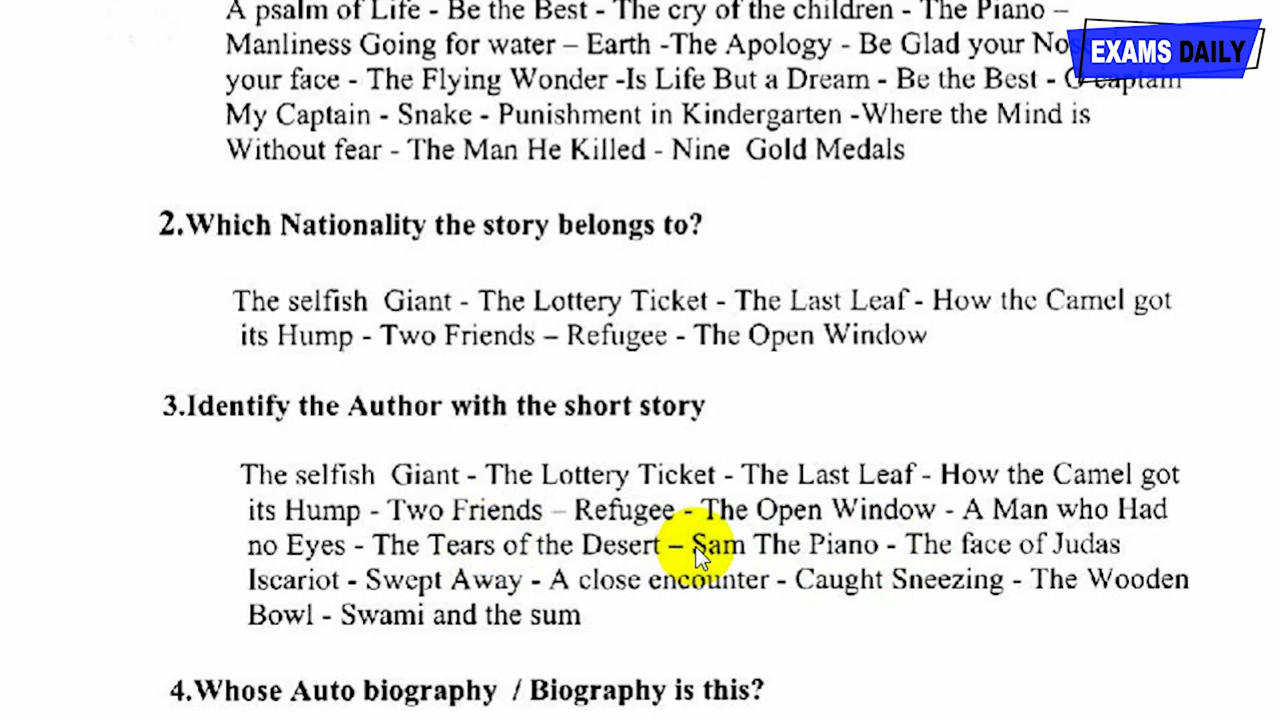 A psalm of Life - Be the Best - The cry of the children - The Piano –
Manliness Going for water – Earth -The Apology - Be Glad your
EXAMS DAILY
your face - The Flying Wonder -Is Life But a Dream - Be the Best - O captain
My Captain - Snake - Punishment in Kindergarten -Where the Mind is
Without fear - The Man He Killed - Nine Gold Medals
2.Which Nationality the story belongs to?
The selfish Giant - The Lottery Ticket - The Last Leaf - How the Camel got
its Hump - Two Friends – Refugee - The Open Window
3.Identify the Author with the short story
The selfish Giant - The Lottery Ticket - The Last Leaf - How the Camel got
its Hump - Two Friends – Refugee - The Open Window - A Man who Had
no Eyes - The Tears of the Desert – Sam The Piano - The face of Judas
Iscariot - Swept Away - A close encounter - Caught Sneezing - The Wooden
Bowl - Swami and the sum
4.Whose Auto biography / Biography is this?